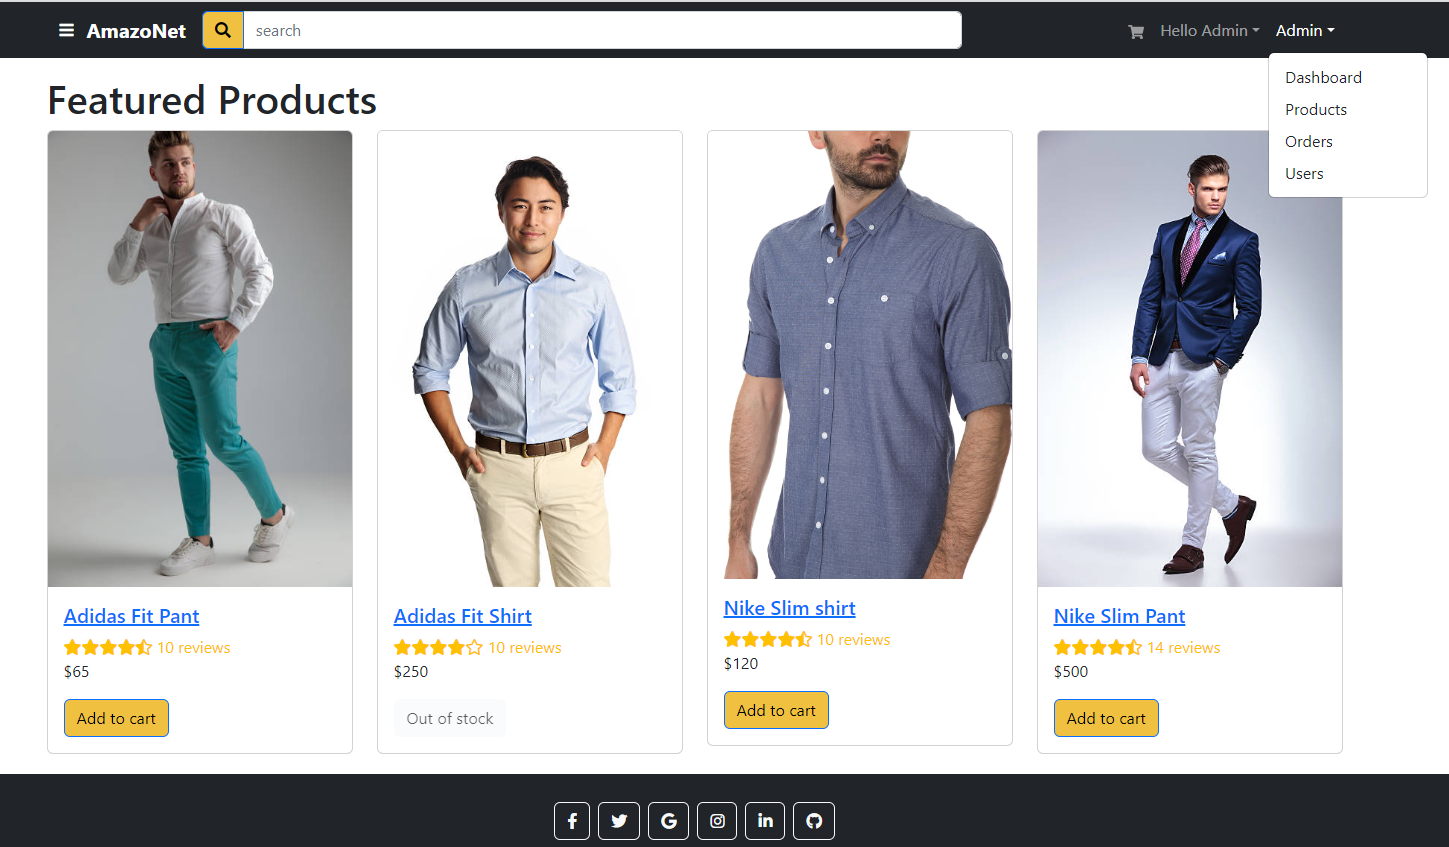 AmazoNet search Hello Admin Admin
Dashboard
Products
Orders
Users
Featured Products
Adidas Fit Pant
10 reviews
$65
Add to cart
Adidas Fit Shirt
10 reviews
$250
Out of stock
Nike Slim shirt
10 reviews
$120
Add to cart
Nike Slim Pant
14 reviews
$500
Add to cart